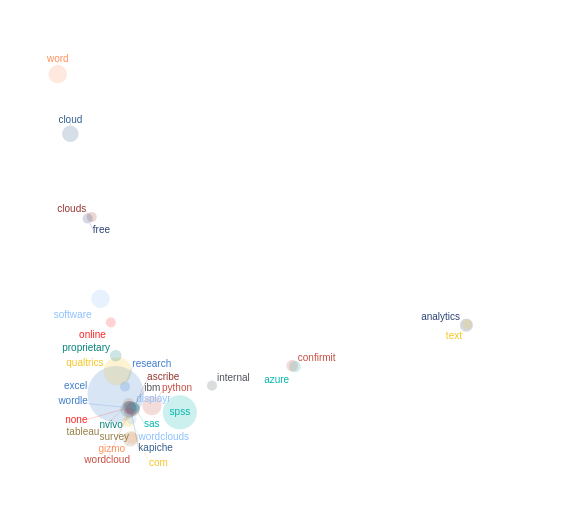 word
cloud
clouds
free
software
online
proprietary
qualtrics
research
analytics
text
confirmit
azure
internal
ascribe
excel
ibm python
wordle
displayr
spss
none
nvivo
sas
tableau
survey
wordclouds
gizmo
kapiche
wordcloud
com